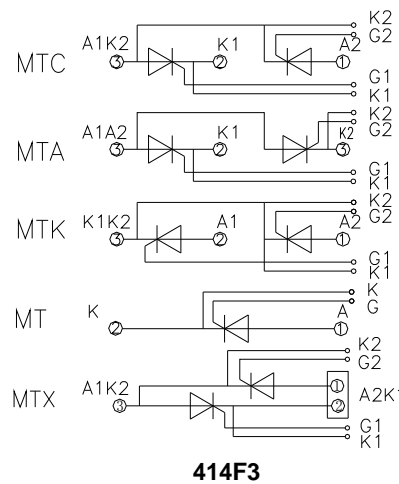 K2
G2
MTC A1K2 K1 A2
3 2 1
G1
K1
K2
G2
MTA A1A2 K1 K2
3 2 3
G1
K1
K2
G2
MTK K1K2 A1 A2
3 2 1
G1
K1
K
G
MT K A
2 1
K2
G2
MTX A1K2 1 A2K1
3 2
G1
K1
414F3